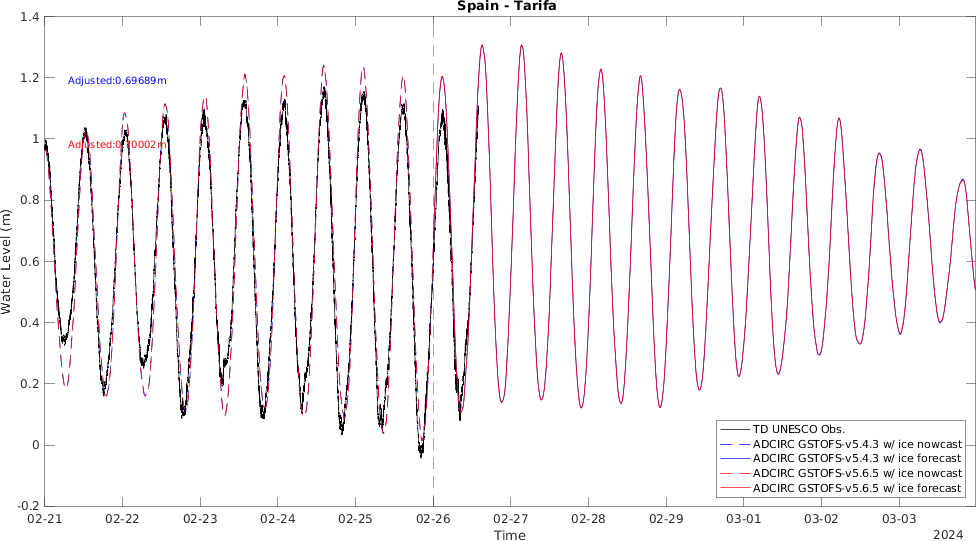 Spain - Tarifa
1.4
1.2
1
0.8
0.6
0.4
0.2
0
-0.2
Water Level (m)
Adjusted:0.69689m
Adjusted:0.70002m
TD UNESCO Obs.
ADCIRC GSTOFS-v5.4.3 w/ ice nowcast
ADCIRC GSTOFS-v5.4.3 w/ ice forecast
ADCIRC GSTOFS-v5.6.5 w/ ice nowcast
ADCIRC GSTOFS-v5.6.5 w/ ice forecast
02-21 02-22 02-23 02-24 02-25 02-26 02-27 02-28 02-29 03-01 03-02 03-03
Time
2024